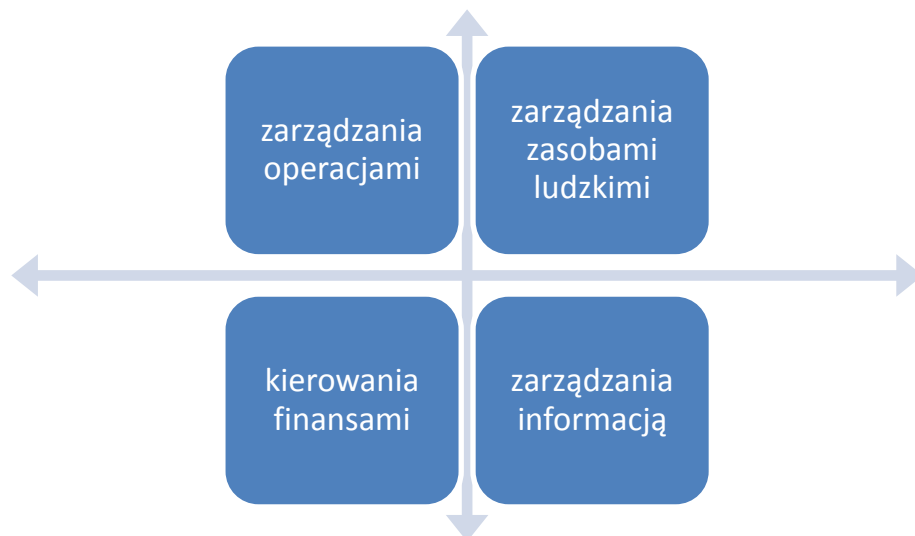 zarządzania
operacjami
zarządzania
zasobami
ludzkimi
kierowania
finansami
zarządzania
informacją